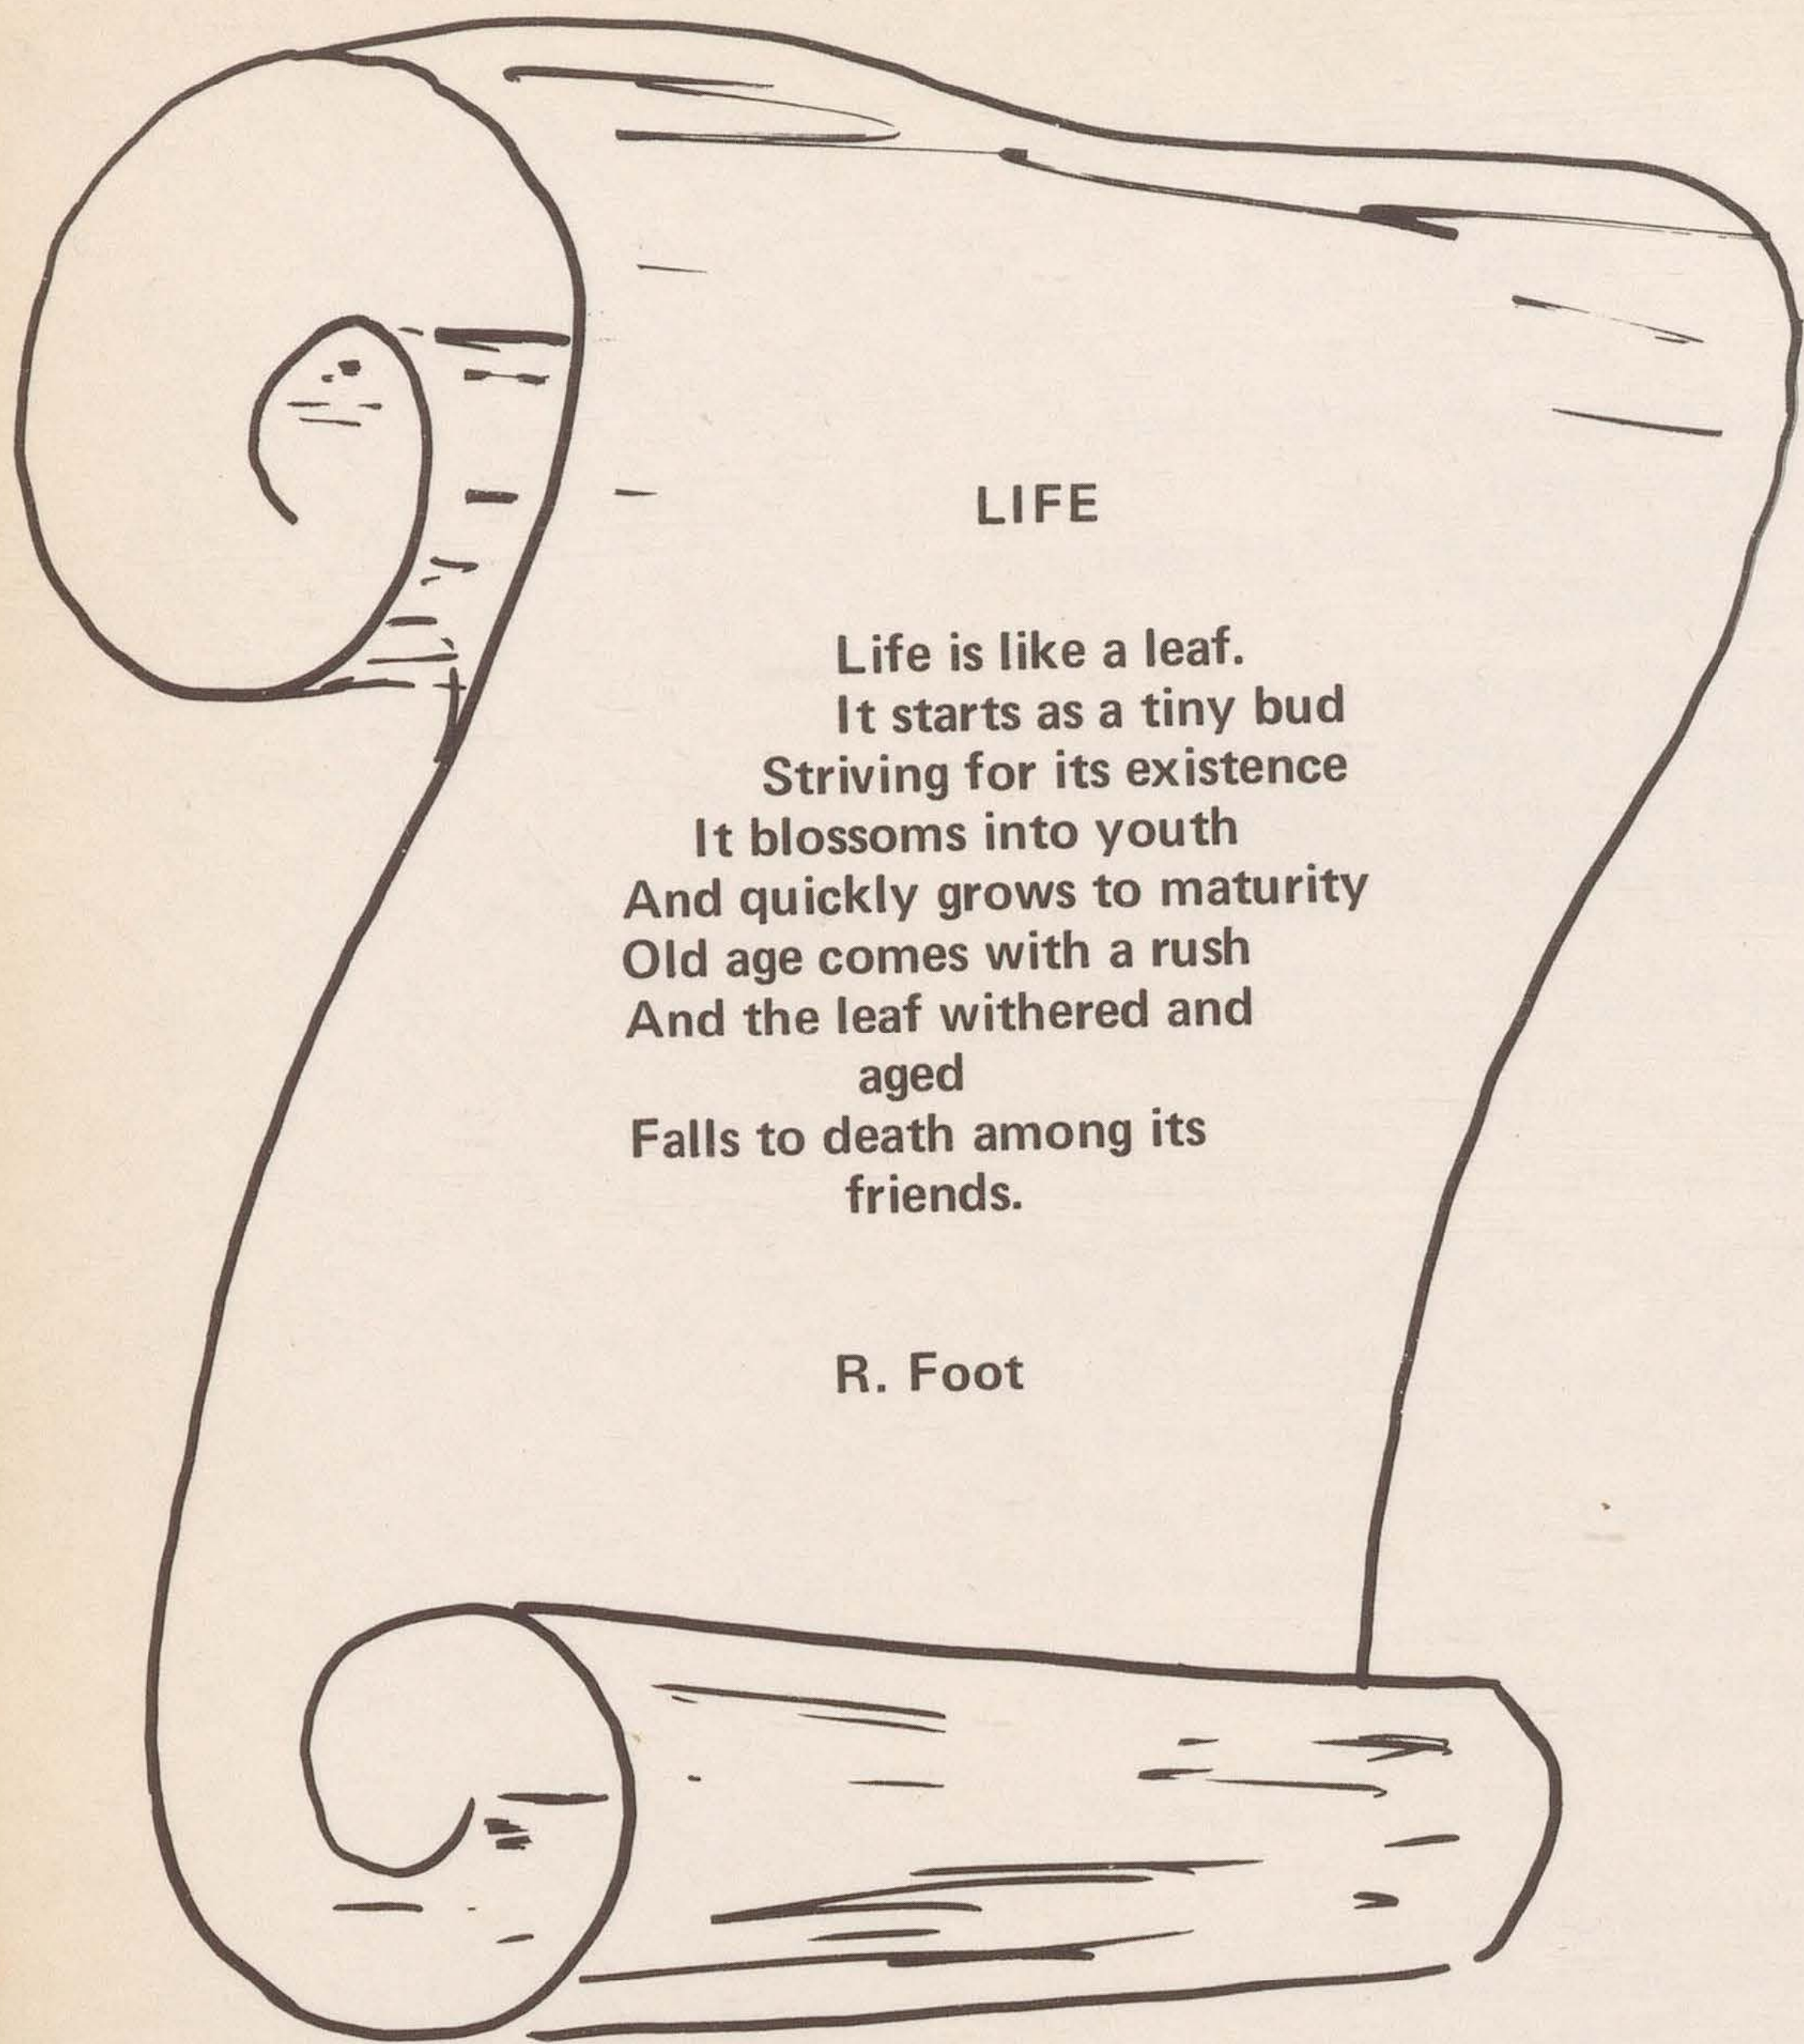 LIFE
Life is like a leaf.
It starts as a tiny bud
Striving for its existence
It blossoms into youth
And quickly grows to maturity
Old age comes with a rush
And the leaf withered and
aged
Falls to death among its
friends.
R. Foot